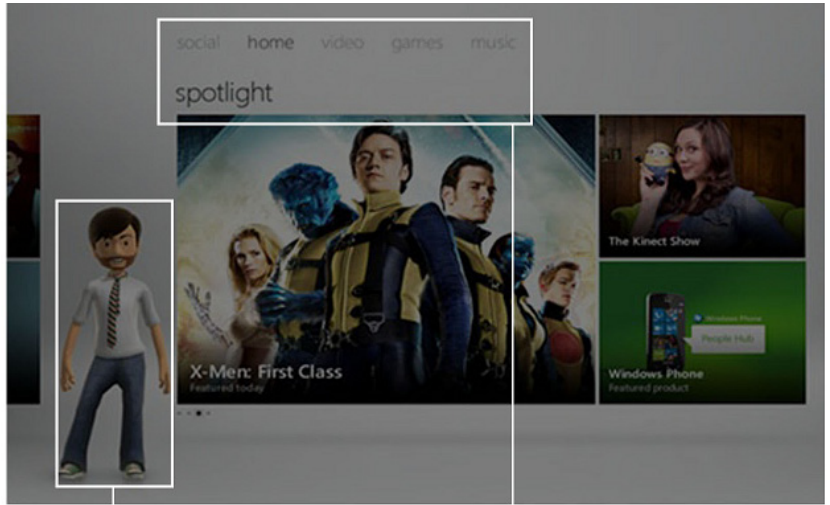 social home video games music
spotlight
The Kinect Show
X-Men: First Class
Featured today
Windows Phone
People Hub
Windows Phone
Featured product